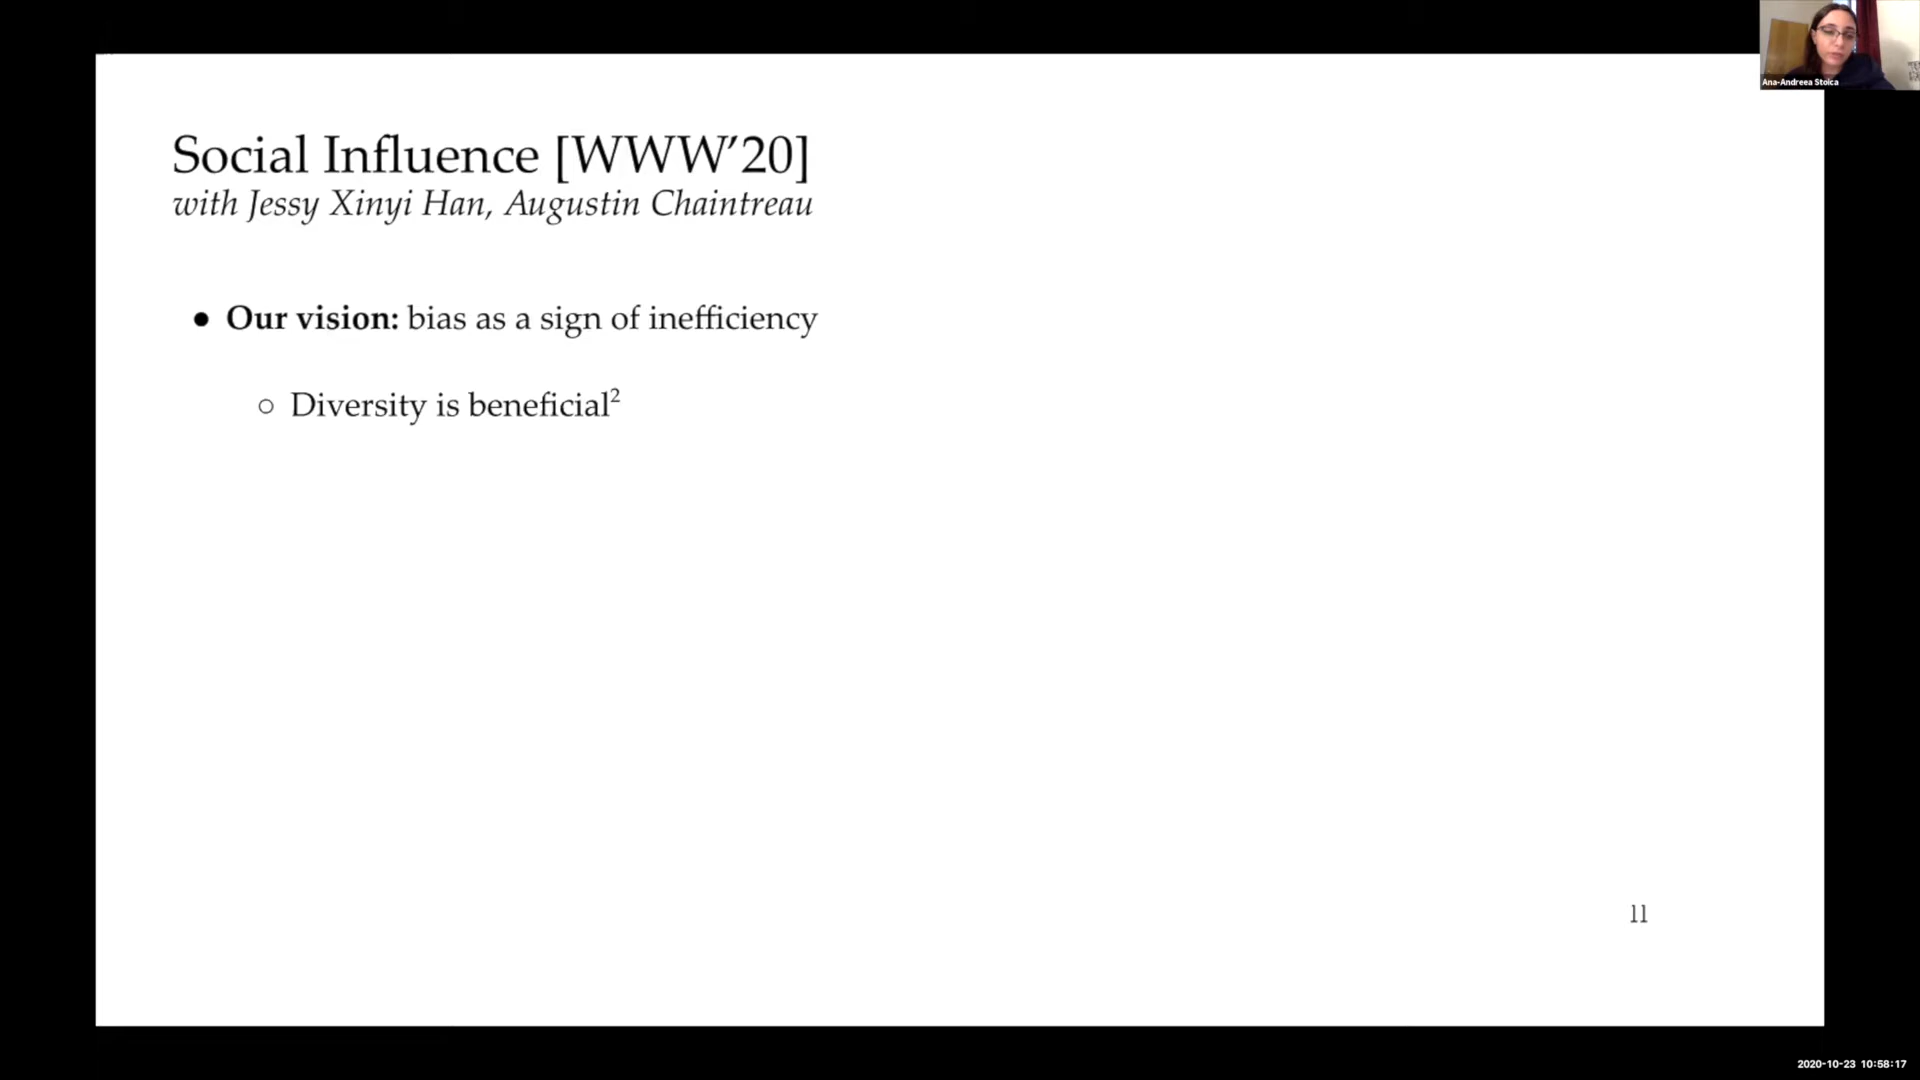 Ana-Andreea Stoica
Social Influence [WWW’20]
with Jessy Xinyi Han, Augustin Chaintreau
● Our vision: bias as a sign of inefficiency
○ Diversity is beneficial²
11
2020-10-23 10:58:17